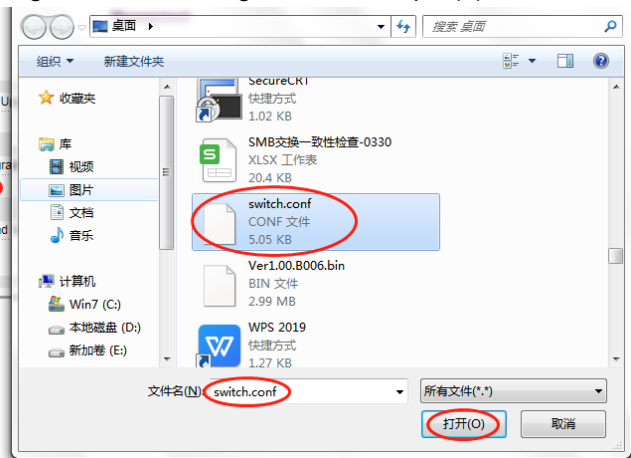 桌面
搜索 桌面
组织
新建文件夹
收藏夹
库
视频
图片
文档
音乐
计算机
Win7 (C:)
本地磁盘 (D:)
新加卷 (E:)
SecureCRT
快捷方式
1.02 KB
SMB交换一致性检查-0330
XLSX 工作表
20.4 KB
switch.conf
CONF 文件
5.05 KB
Ver1.00.B006.bin
BIN 文件
2.99 MB
WPS 2019
快捷方式
1.27 KB
文件名(N): switch.conf
所有文件(*.*)
打开(O)
取消